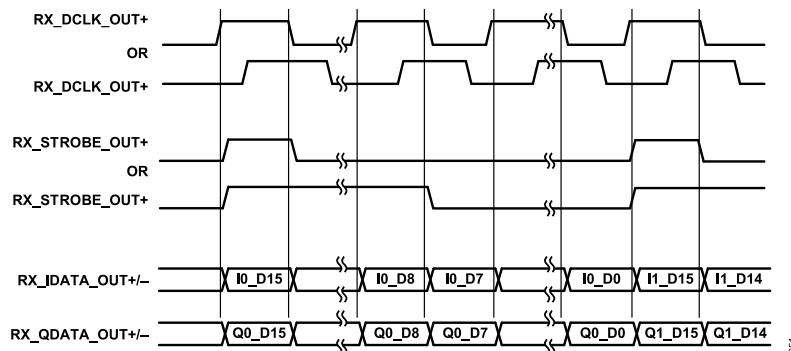 RX_DCLK_OUT+
OR
RX_DCLK_OUT+
RX_STROBE_OUT+
OR
RX_STROBE_OUT+
RX_IDATA_OUT+/– I0_D15 I0_D8 I0_D7 I0_D0 I1_D15 I1_D14
RX_QDATA_OUT+/– Q0_D15 Q0_D8 Q0_D7 Q0_D0 Q1_D15 Q1_D14